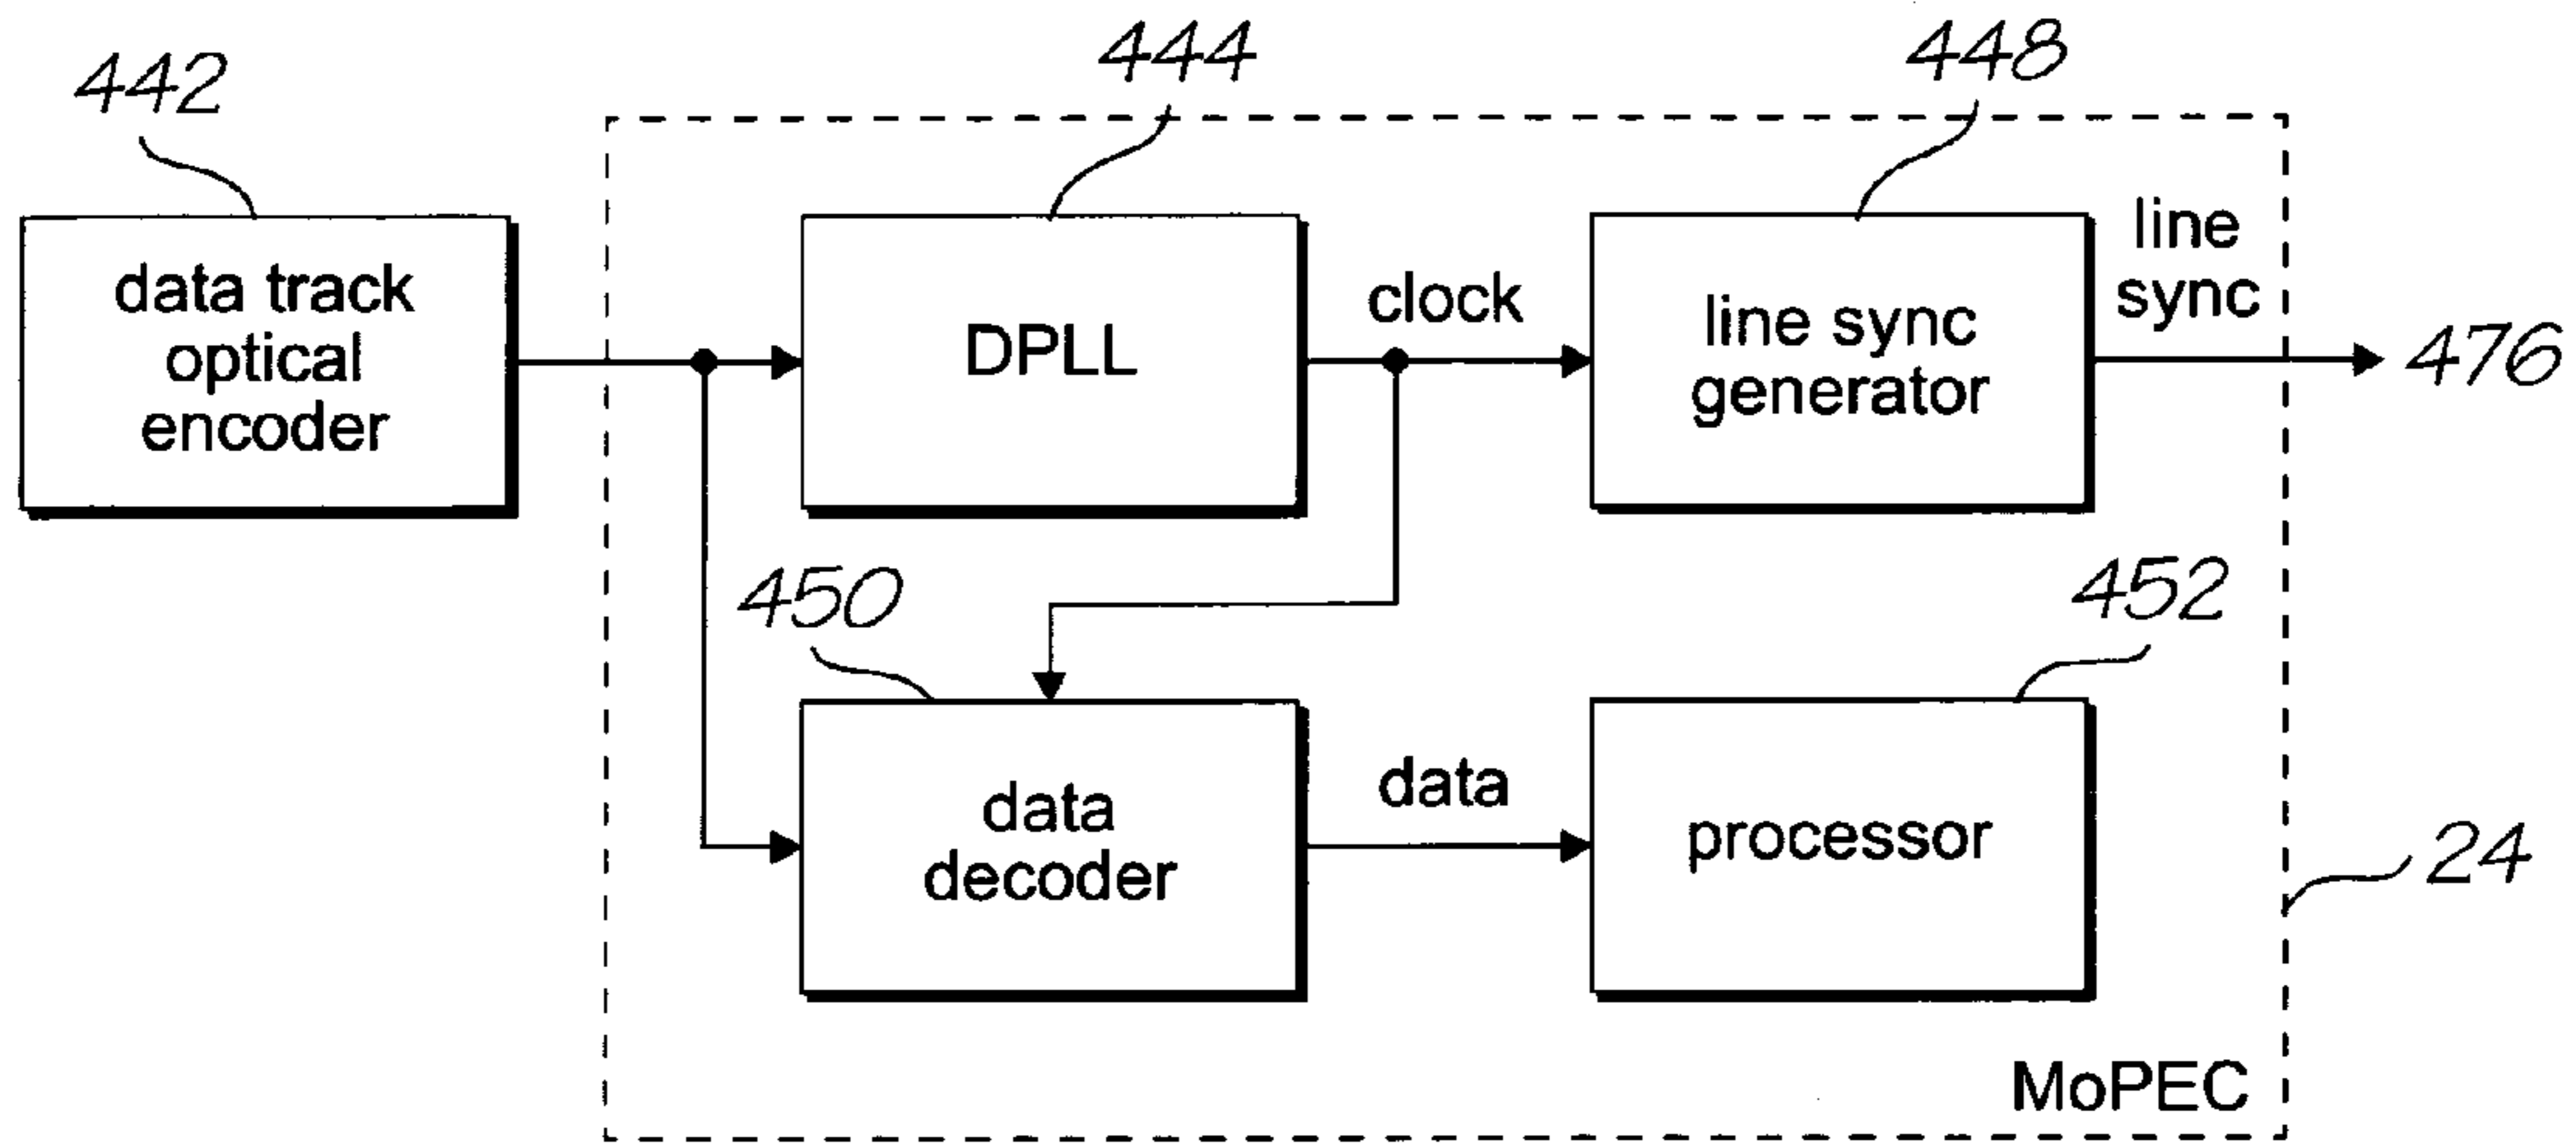 442
444
448
data track
optical
encoder
DPLL
clock
line sync
generator
line
sync
476
450
452
data
decoder
data
processor
24
MoPEC